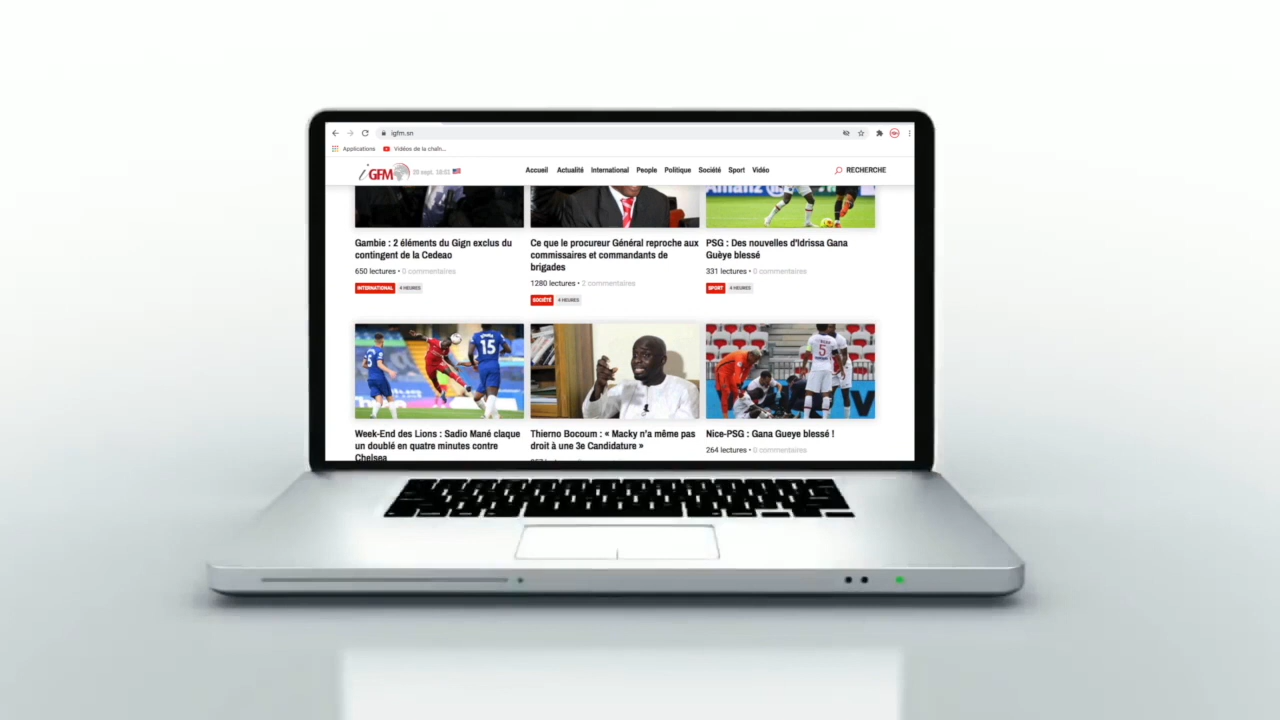 igfm.sn
Applications
Vidéos de la chaîn...
iGFM
Accueil Actualité International People Politique Société Sport Vidéo
RECHERCHE
Allianz
Gambie : 2 éléments du Gign exclus du
contingent de la Cedeao
650 lectures • 0 commentaires
INTERNATIONAL 4 HEURES
Ce que le procureur Général reproche aux
commissaires et commandants de
brigades
1280 lectures • 2 commentaires
SOCIÉTÉ 4 HEURES
PSG : Des nouvelles d'Idrissa Gana
Guèye blessé
331 lectures • 0 commentaires
SPORT 4 HEURES
15
5
Week-End des Lions : Sadio Mané claque
un doublé en quatre minutes contre
Chelsea
Thierno Bocoum : « Macky n'a même pas
droit à une 3e Candidature »
Nice-PSG : Gana Gueye blessé !
264 lectures • 0 commentaires